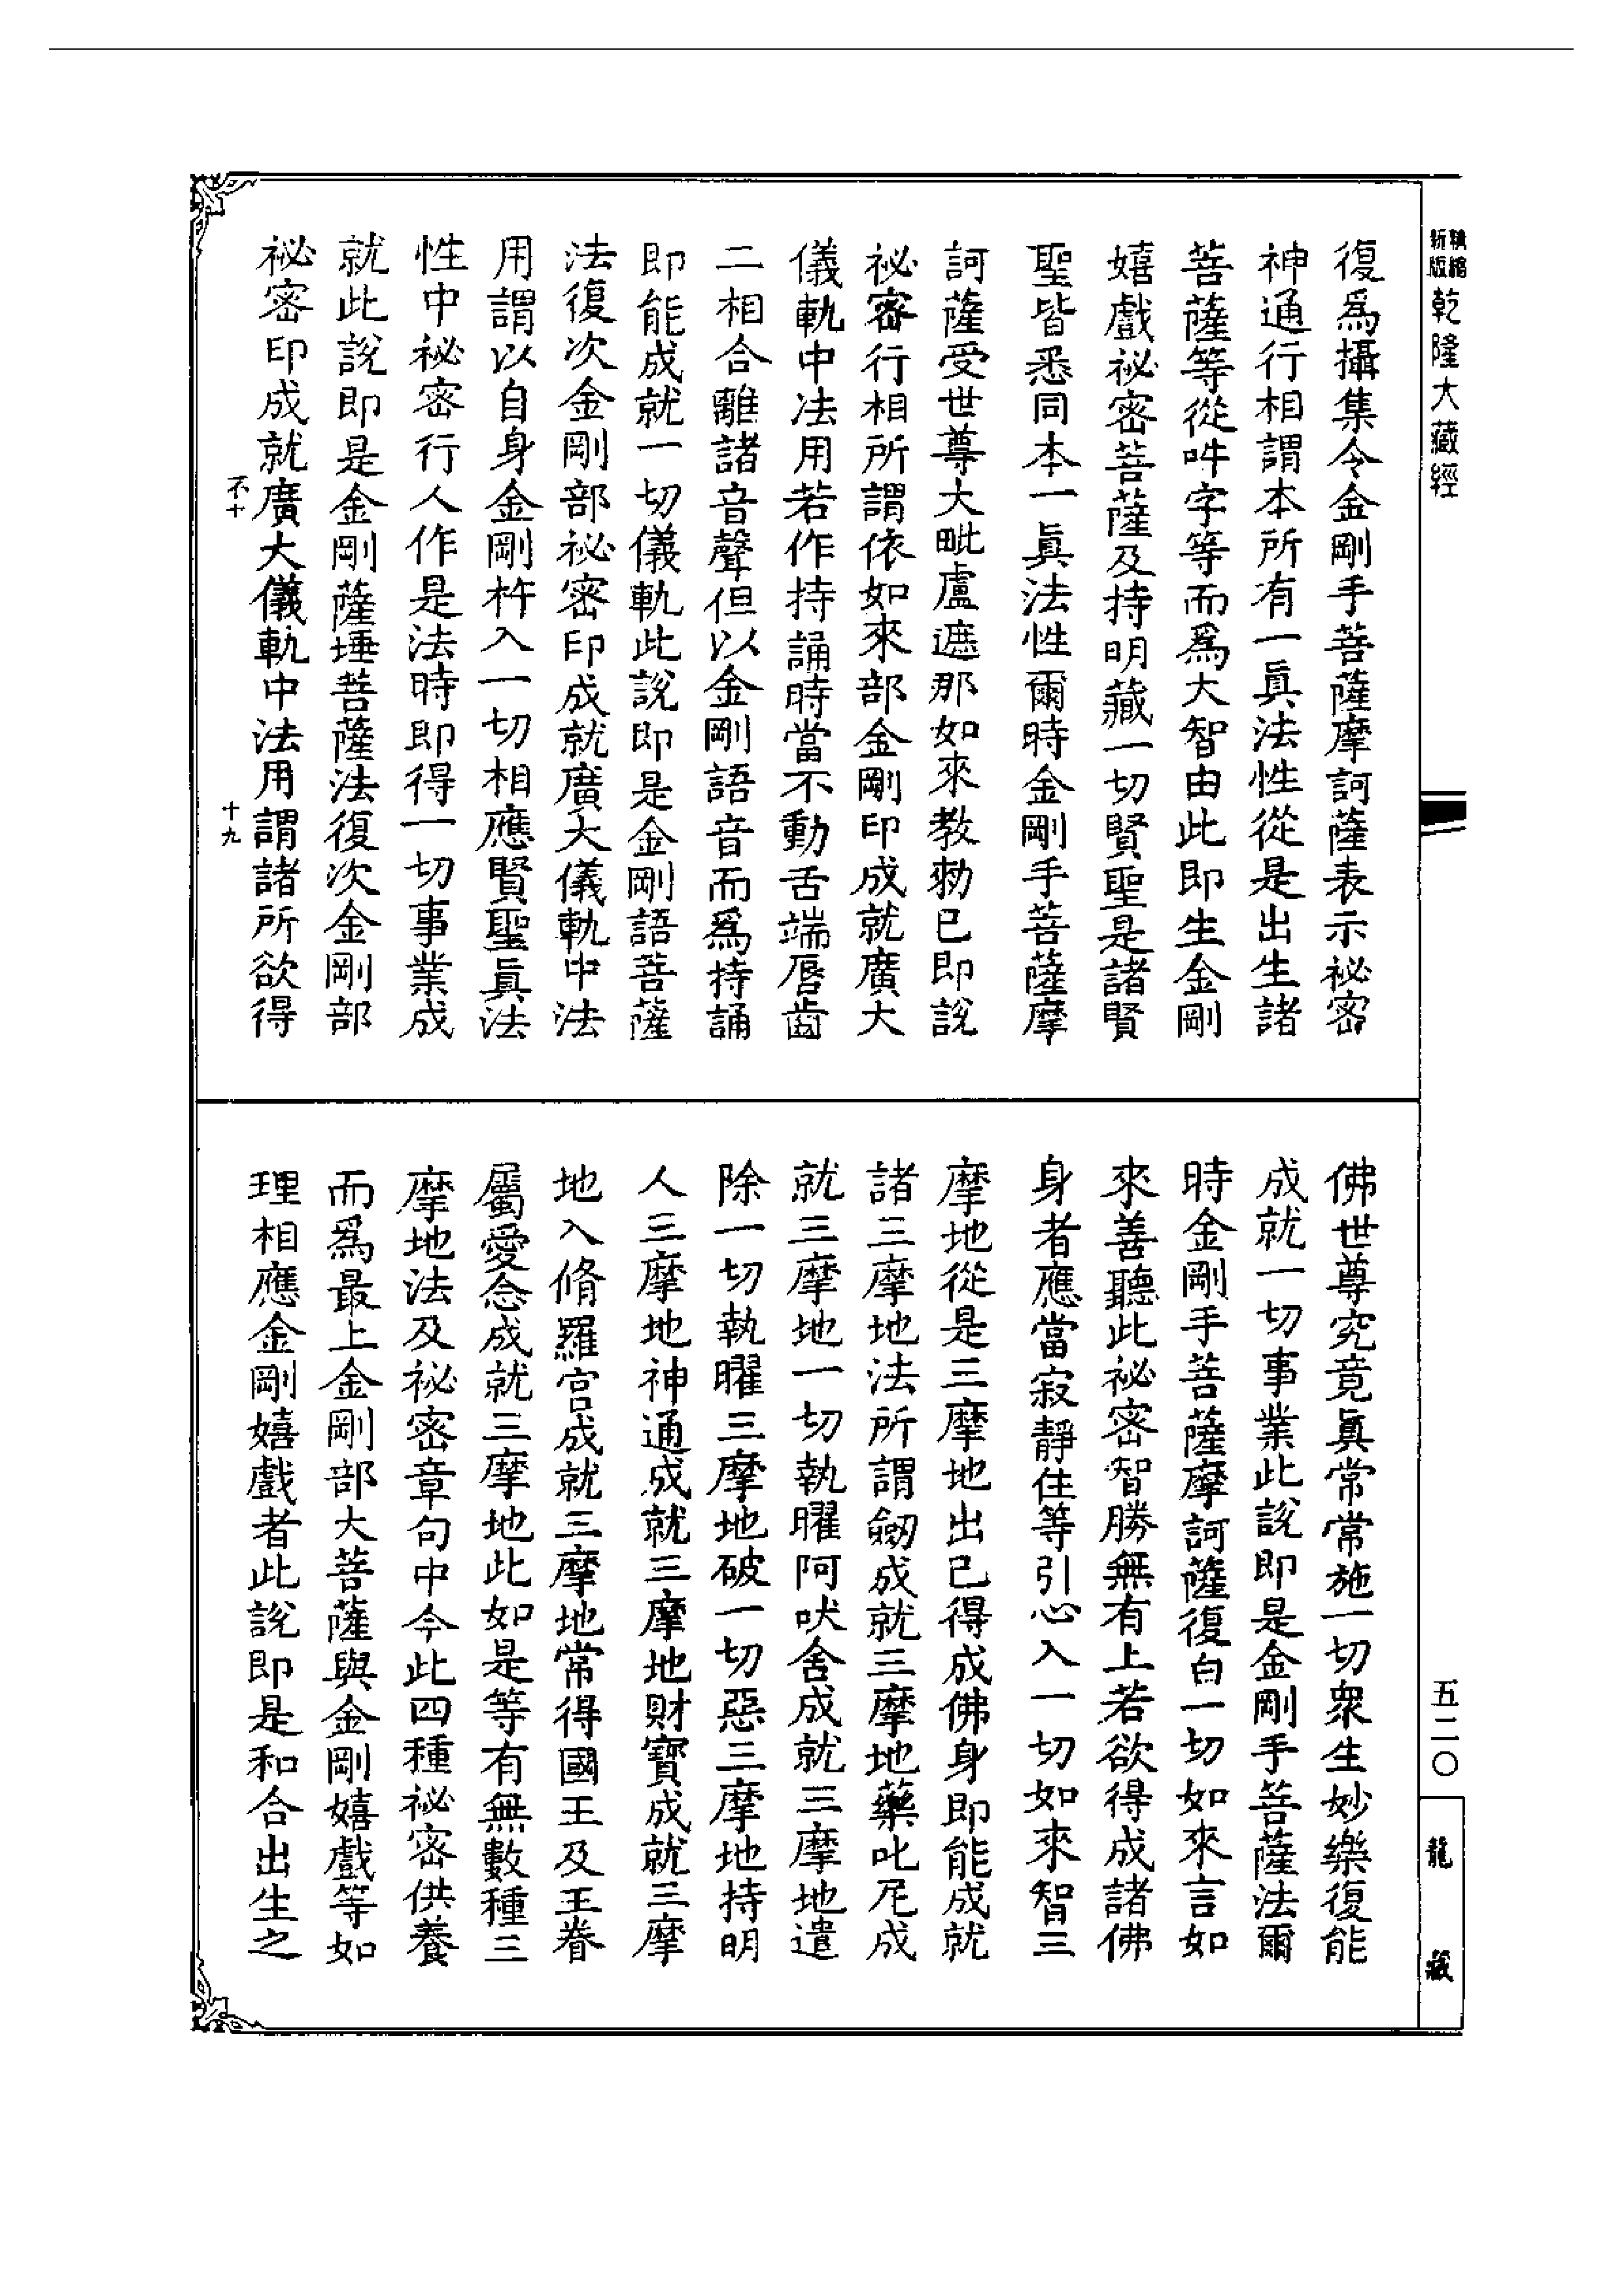 新編縮版乾隆大藏經
復爲攝集令金剛手菩薩摩訶薩表示祕密
神通行相謂本所有一眞法性從是出生諸
菩薩等從吽字等而爲大智由此即生金剛
嬉戲祕密菩薩及持明藏一切賢聖是諸賢
聖皆悉同本一眞法性爾時金剛手菩薩摩
訶薩受世尊大毗盧遮那如來教勑已即說
祕密行相所謂依如來部金剛印成就廣大
儀軌中法用若作持誦時當不動舌端脣齒
二相合離諸音聲但以金剛語音而爲持誦
即能成就一切儀軌此說即是金剛語菩薩
法復次金剛部祕密印成就廣大儀軌中法
用謂以自身金剛杵入一切相應賢聖眞法
性中祕密行人作是法時即得一切事業成
就此說即是金剛薩埵菩薩法復次金剛部
祕密印成就廣大儀軌中法用謂諸所欲得
不十
十九
佛世尊究竟眞常常施一切衆生妙樂復能
成就一切事業此說即是金剛手菩薩法爾
時金剛手菩薩摩訶薩復白一切如來言如
來善聽此祕密智勝無有上若欲得成諸佛
身者應當寂靜住等引心入一切如來智三
摩地從是三摩地出已得成佛身即能成就
諸三摩地法所謂劒成就三摩地藥叱尼成
就三摩地一切執曜阿吠舍成就三摩地遣
除一切執曜三摩地破一切惡三摩地持明
人三摩地神通成就三摩地財寶成就三摩
地入脩羅宮成就三摩地常得國王及王眷
屬愛念成就三摩地此如是等有無數種三
摩地法及祕密章句中今此四種祕密供養
而爲最上金剛部大菩薩與金剛嬉戲等如
理相應金剛嬉戲者此說即是和合出生之
五二〇
龍藏